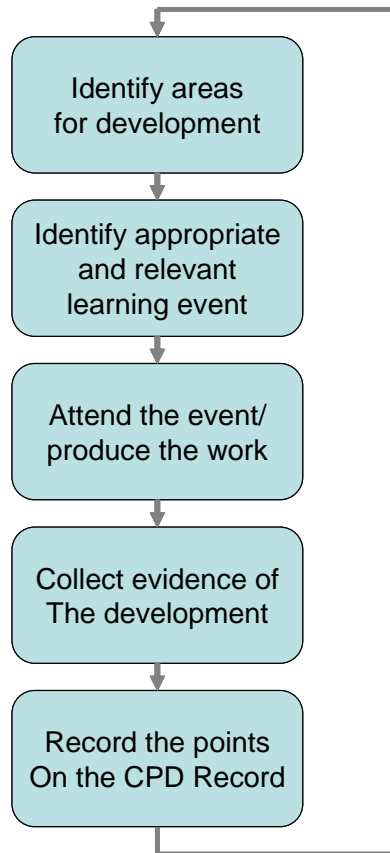 Identify areas
for development
Identify appropriate
and relevant
learning event
Attend the event/
produce the work
Collect evidence of
The development
Record the points
On the CPD Record